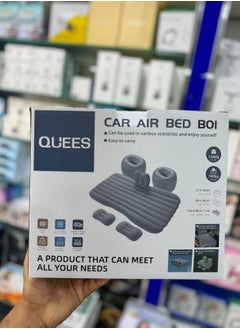 CAR AIR BED BO1
• Can be used in various scenarios and enjoy yourself
• Easy to carry
QUEES
A PRODUCT THAT CAN MEET
ALL YOUR NEEDS